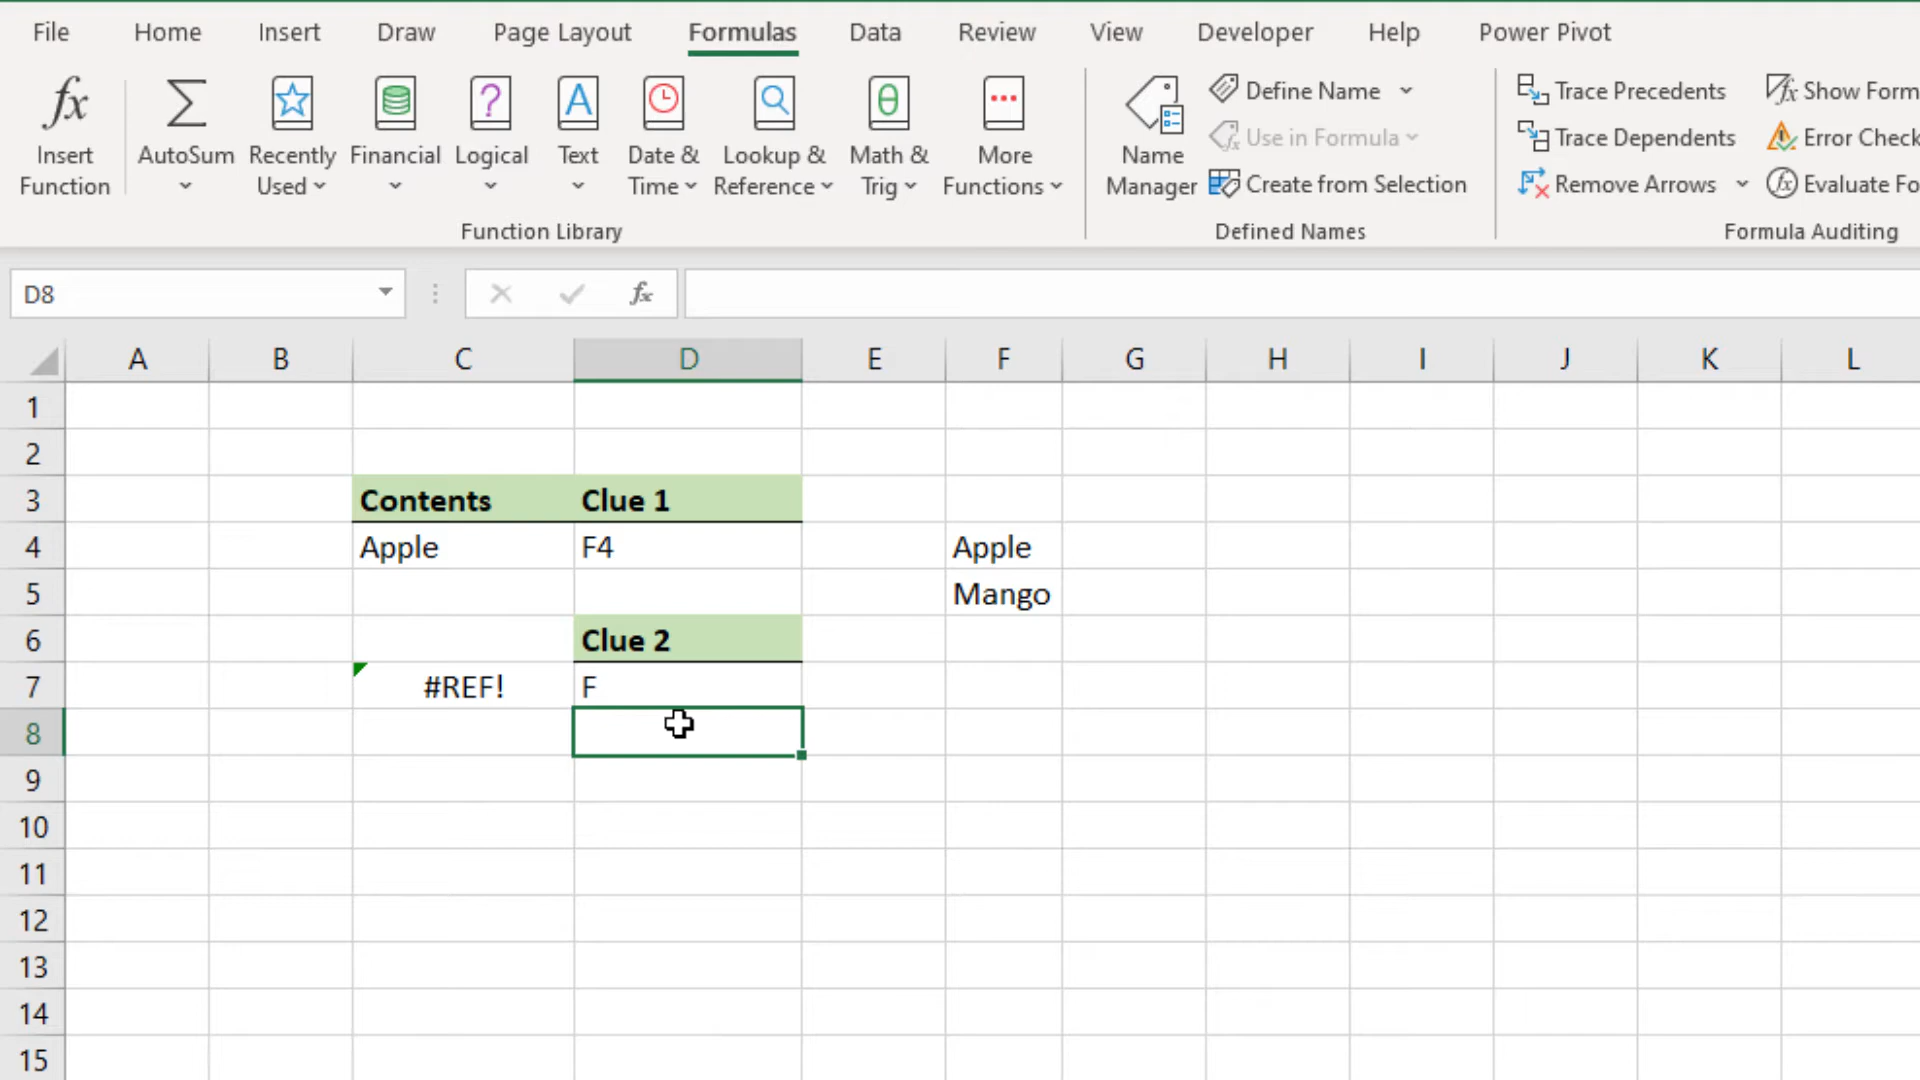 File Home Insert Draw Page Layout Formulas Data Review View Developer Help Power Pivot
fx Σ ? A θ
Insert Function
AutoSum
Recently Used
Financial
Logical
Text
Date & Time
Lookup & Reference
Math & Trig
More Functions
Function Library
Name Manager
Define Name
Use in Formula
Create from Selection
Defined Names
Trace Precedents
Trace Dependents
Remove Arrows
Show Form
Error Check
Evaluate Fo
Formula Auditing
D8 fx
A B C D E F G H I J K L
1
2
3 Contents Clue 1
4 Apple F4 Apple
5 Mango
6 Clue 2
7 #REF! F
8
9
10
11
12
13
14
15